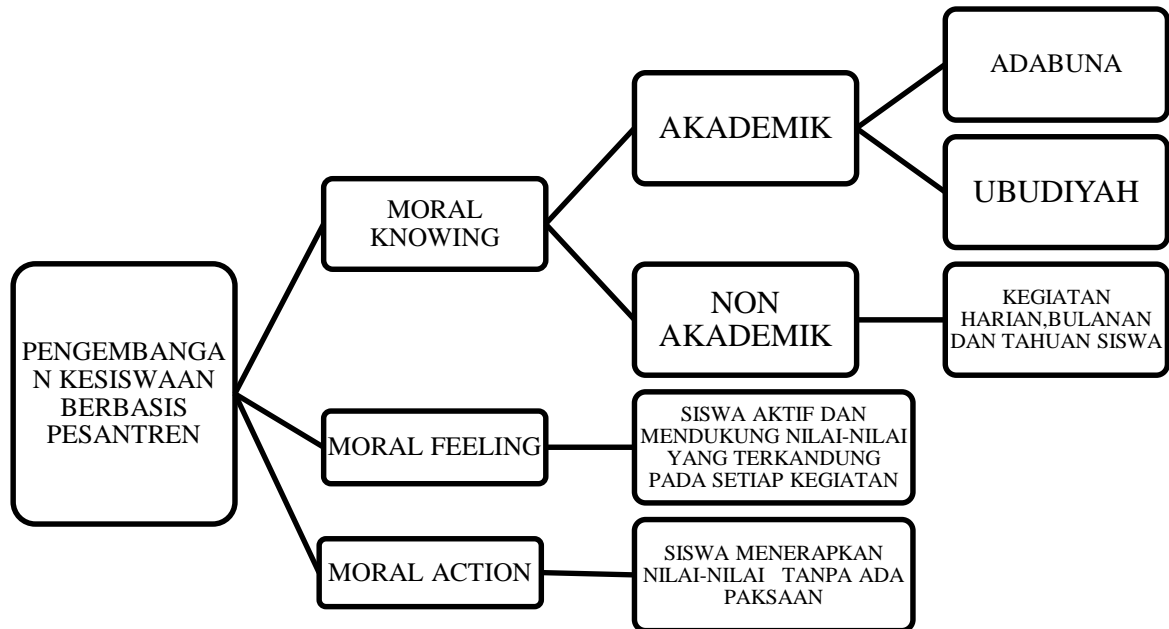 PENGEMBANGA
N KESISWAAN
BERBASIS
PESANTREN
MORAL
KNOWING
AKADEMIK
ADABUNA
UBUDIYAH
NON
AKADEMIK
KEGIATAN
HARIAN,BULANAN
DAN TAHUAN SISWA
MORAL FEELING
SISWA AKTIF DAN
MENDUKUNG NILAI-NILAI
YANG TERKANDUNG
PADA SETIAP KEGIATAN
MORAL ACTION
SISWA MENERAPKAN
NILAI-NILAI TANPA ADA
PAKSAAN